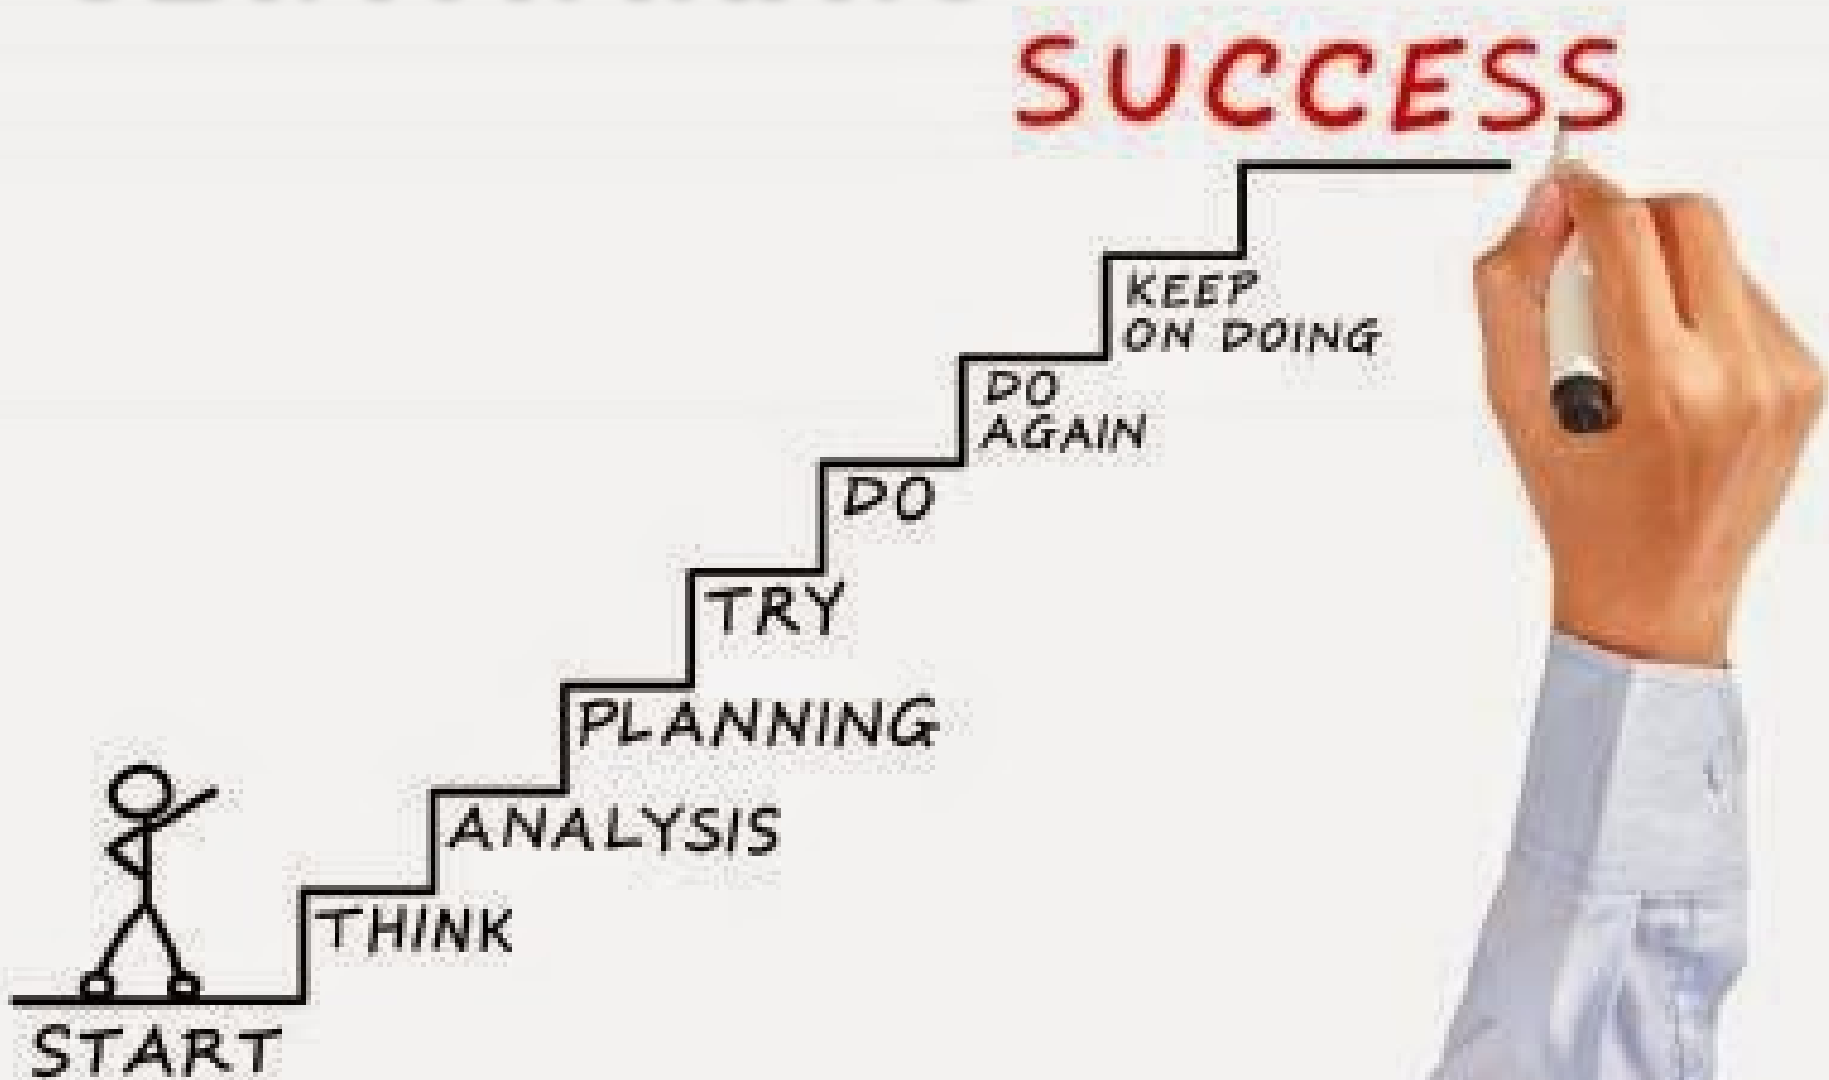 SUCCESS
KEEP
ON DOING
DO
AGAIN
DO
TRY
PLANNING
ANALYSIS
THINK
START